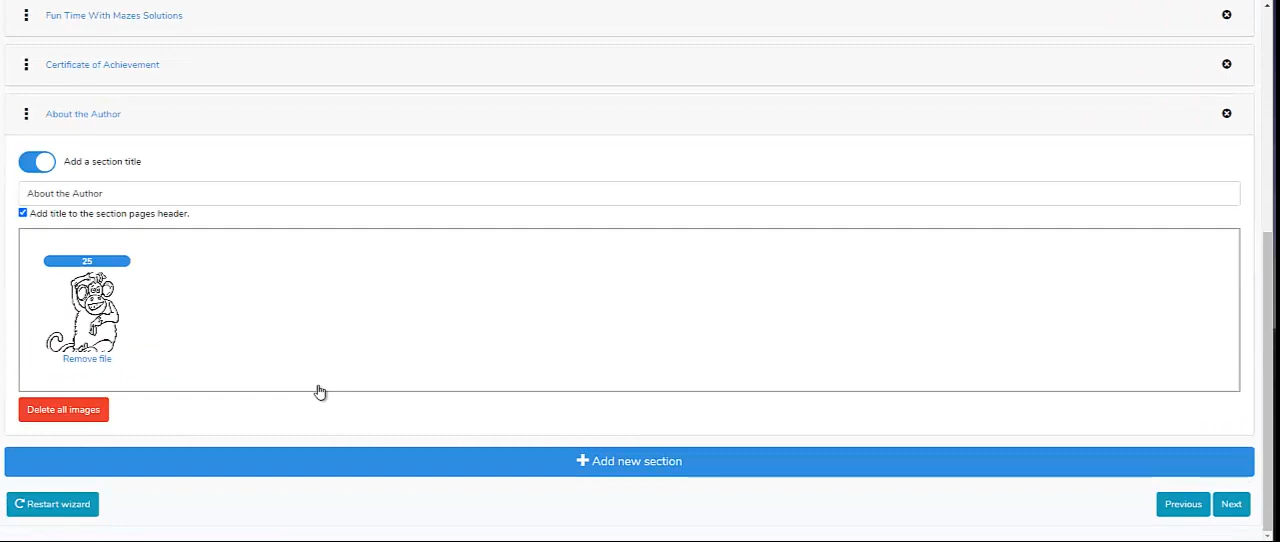 Fun Time With Mazes Solutions
Certificate of Achievement
About the Author
Add a section title
About the Author
Add title to the section pages header.
25
Remove file
Delete all images
Add new section
Restart wizard
Previous
Next